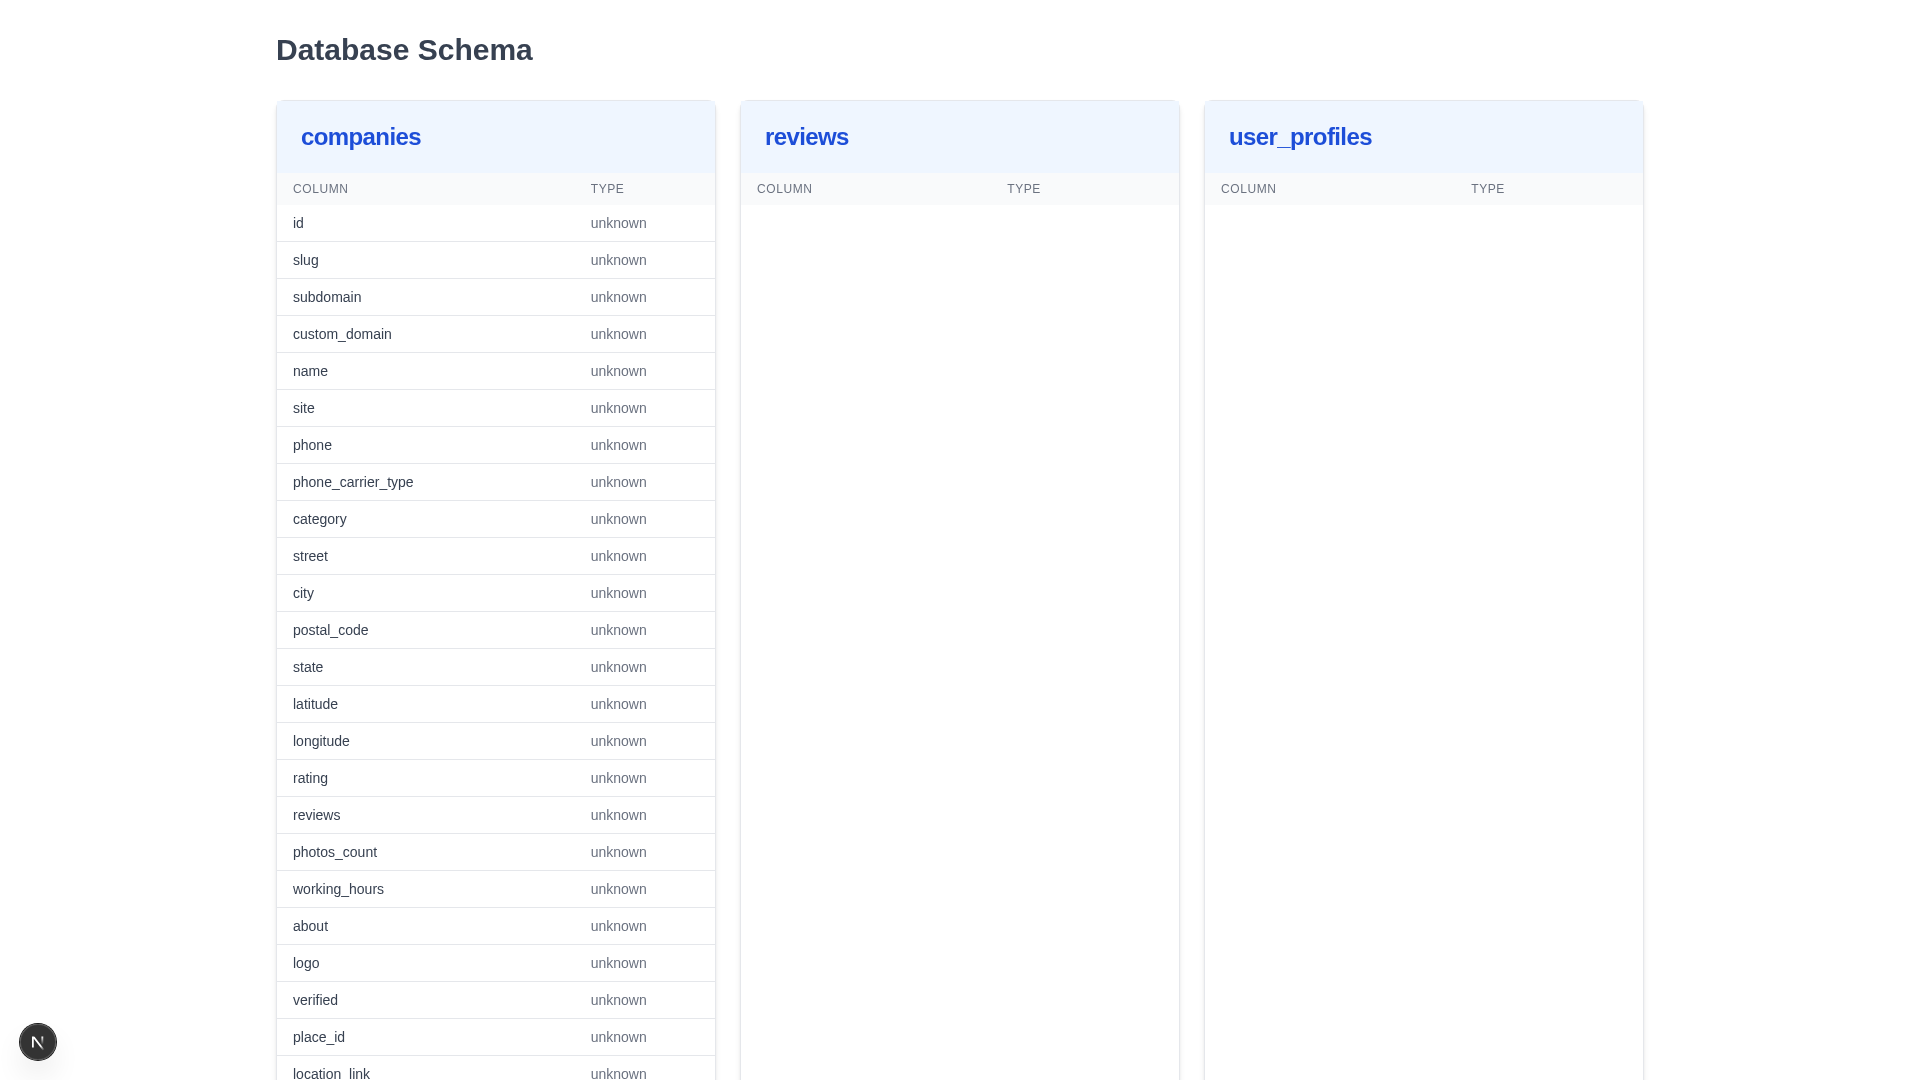 Database Schema
companies
COLUMN TYPE
id unknown
slug unknown
subdomain unknown
custom_domain unknown
name unknown
site unknown
phone unknown
phone_carrier_type unknown
category unknown
street unknown
city unknown
postal_code unknown
state unknown
latitude unknown
longitude unknown
rating unknown
reviews unknown
photos_count unknown
working_hours unknown
about unknown
logo unknown
verified unknown
place_id unknown
location_link unknown
reviews
COLUMN TYPE
user_profiles
COLUMN TYPE
N